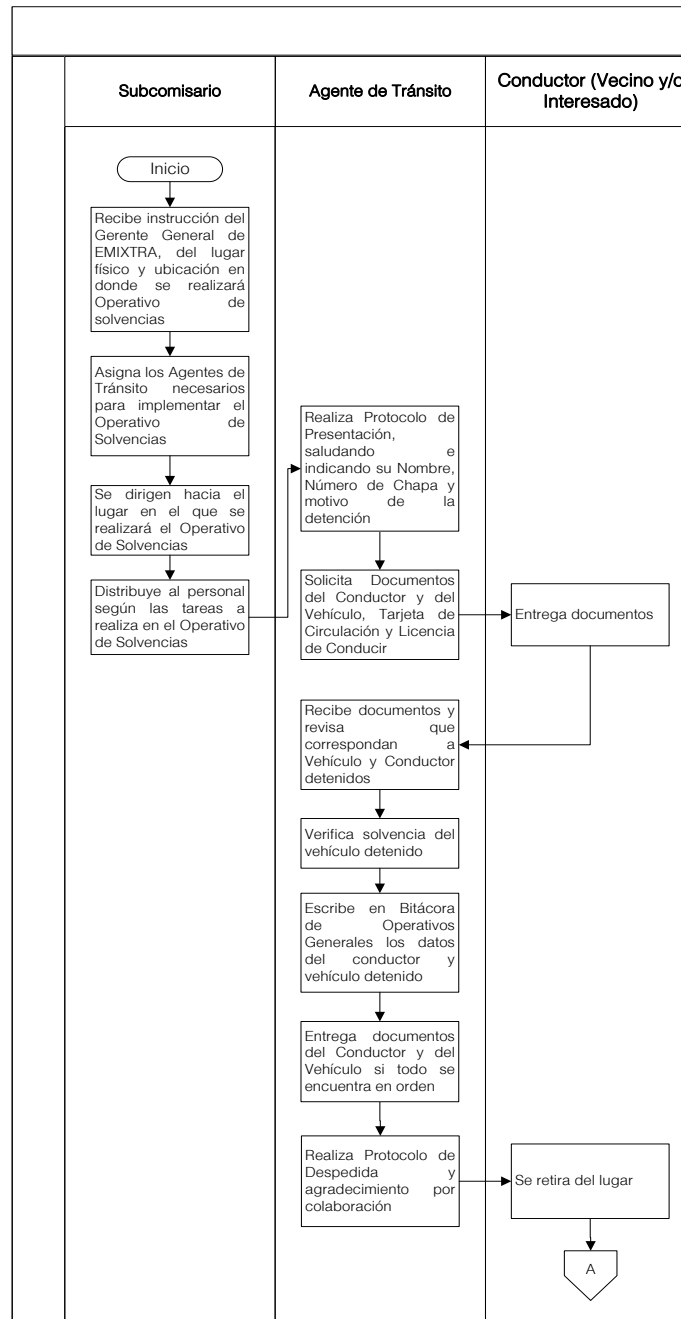 Subcomisario
Agente de Tránsito
Conductor (Vecino y/o
Interesado)
Inicio
Recibe instrucción del
Gerente General de
EMIXTRA, del lugar
físico y ubicación en
donde se realizará
Operativo de
solvencias
Asigna los Agentes de
Tránsito necesarios
para implementar el
Operativo de
Solvencias
Se dirigen hacia el
lugar en el que se
realizará el Operativo
de Solvencias
Distribuye al personal
según las tareas a
realiza en el Operativo
de Solvencias
Realiza Protocolo de
Presentación,
saludando e
indicando su Nombre,
Número de Chapa y
motivo de la
detención
Solicita Documentos
del Conductor y del
Vehículo, Tarjeta de
Circulación y Licencia
de Conducir
Entrega documentos
Recibe documentos y
revisa que
correspondan a
Vehículo y Conductor
detenidos
Verifica solvencia del
vehículo detenido
Escribe en Bitácora
de Operativos
Generales los datos
del conductor y
vehículo detenido
Entrega documentos
del Conductor y del
Vehículo si todo se
encuentra en orden
Realiza Protocolo de
Despedida y
agradecimiento por
colaboración
Se retira del lugar
A